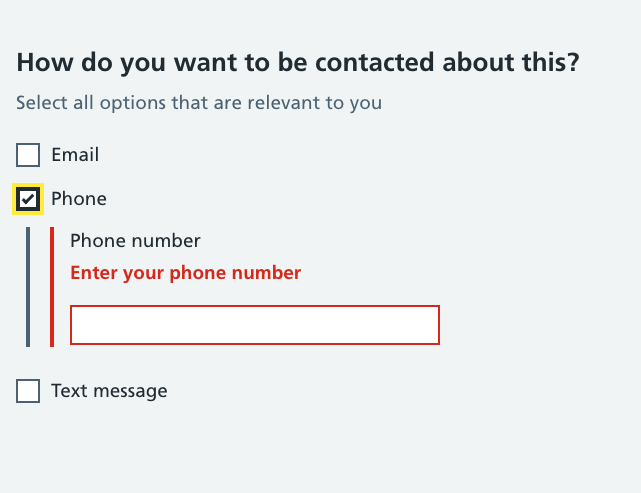 How do you want to be contacted about this?
Select all options that are relevant to you
Email
Phone
Phone number
Enter your phone number
Text message